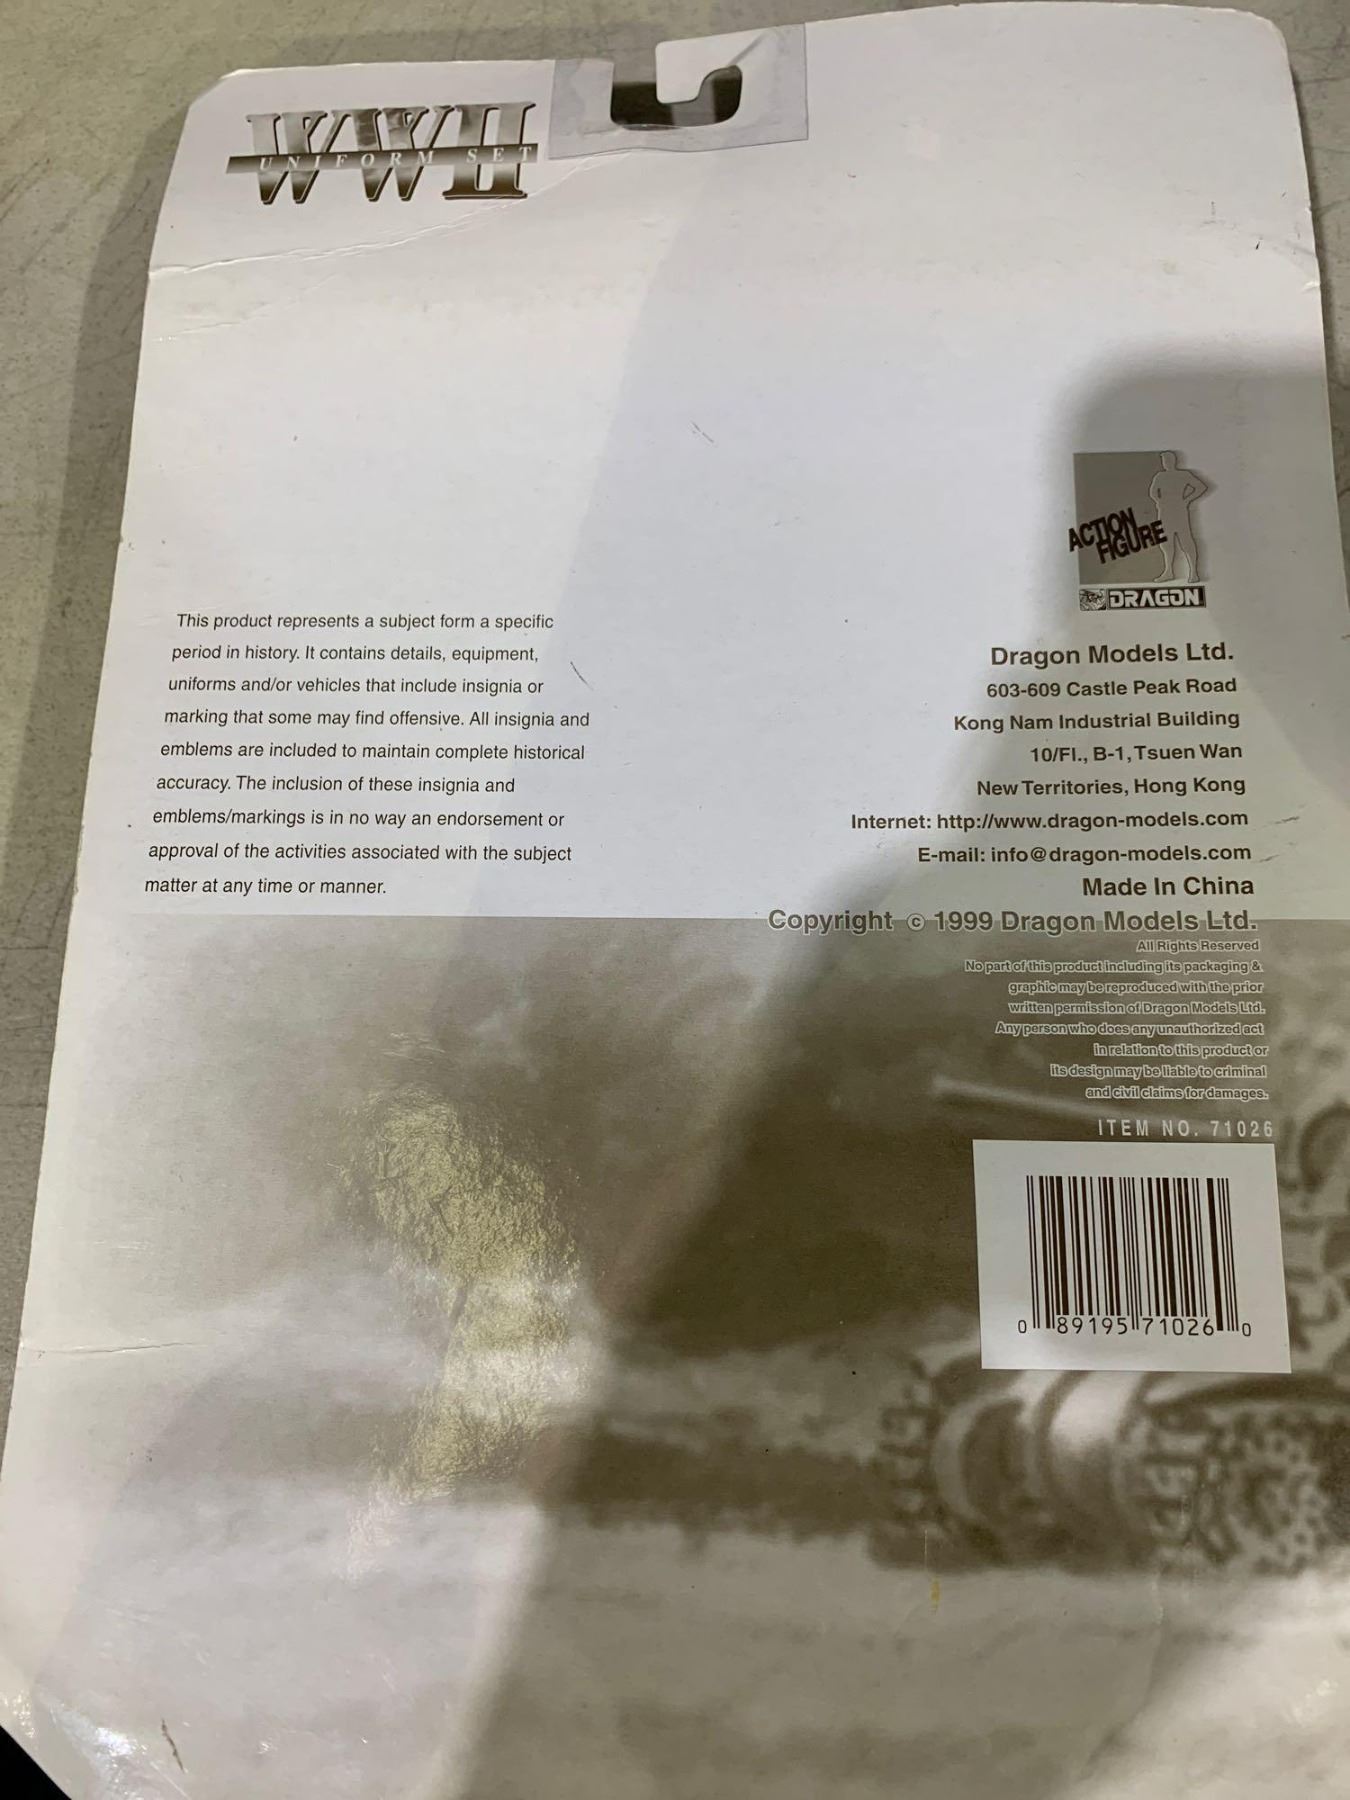 WWII
UNIFORM SET
ACTION
FIGURE
DRAGON
This product represents a subject form a specific
period in history. It contains details, equipment,
uniforms and/or vehicles that include insignia or
marking that some may find offensive. All insignia and
emblems are included to maintain complete historical
accuracy. The inclusion of these insignia and
emblems/markings is in no way an endorsement or
approval of the activities associated with the subject
matter at any time or manner.
Dragon Models Ltd.
603-609 Castle Peak Road
Kong Nam Industrial Building
10/Fl., B-1, Tsuen Wan
New Territories, Hong Kong
Internet: http://www.dragon-models.com
E-mail: info@dragon-models.com
Made In China
Copyright © 1999 Dragon Models Ltd.
All Rights Reserved
No part of this product including its packaging &
graphic may be reproduced with the prior
written permission of Dragon Models Ltd.
Any person who does any unauthorized act
in relation to this product or
its design may be liable to criminal
and civil claims for damages.
ITEM NO. 71026
0 89195 71026 0